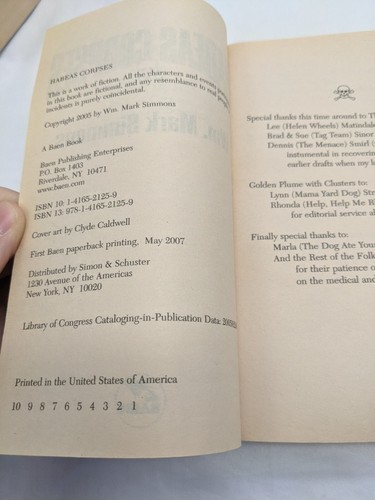 HABEAS CORPSES
This is a work of fiction. All the characters and events
in this book are fictional, and any resemblance to real people
incidents is purely coincidental.
Copyright 2005 by Wm. Mark Simmons
A Baen Book
Baen Publishing Enterprises
P.O. Box 1403
Riverdale, NY 10471
www.baen.com
ISBN 10: 1-4165-2125-9
ISBN 13: 978-1-4165-2125-9
Cover art by Clyde Caldwell
First Baen paperback printing, May 2007
Distributed by Simon & Schuster
1230 Avenue of the Americas
New York, NY 10020
Library of Congress Cataloging-in-Publication Data:
Printed in the United States of America
10 9 8 7 6 5 4 3 2 1
Special thanks this time around to
Lee (Helen Wheels) Matindale
Brad & Sue (Tag Team) Sinor
Dennis (The Menace) Smirl
instumental in recovering
earlier drafts when my
Golden Plume with Clusters to:
Lynn (Mama Yard Dog)
Rhonda (Help, Help Me
for editorial service
Finally special thanks to:
Marla (The Dog Ate Your
And the Rest of the Folk
for their patience
on the medical and